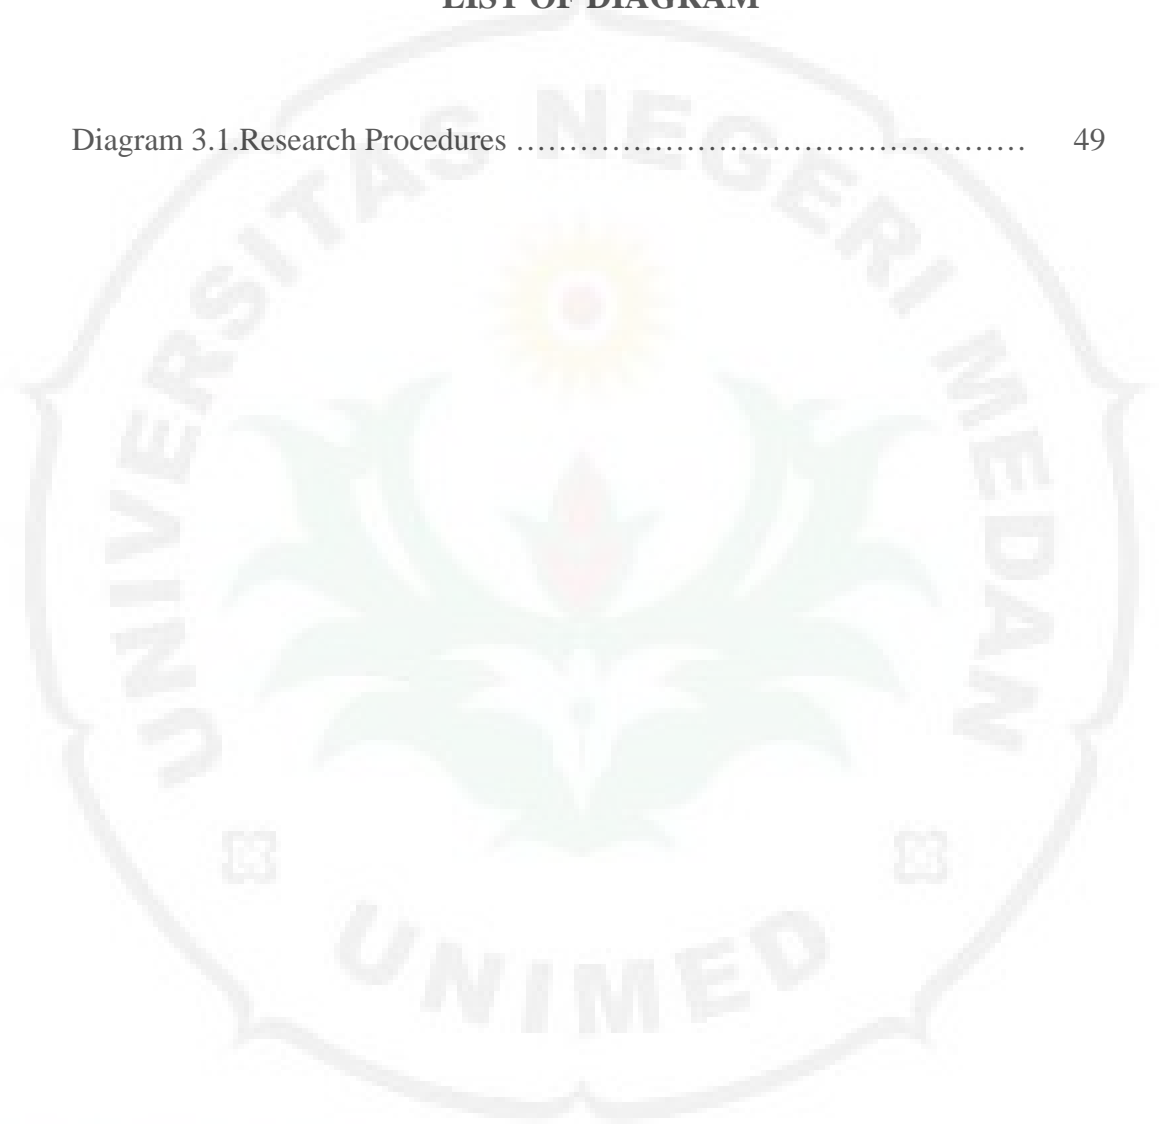 LIST OF DIAGRAM
Diagram 3.1.Research Procedures …………………………………………. 49
UNIVERSITAS NEGERI MEDAN
UNIMED